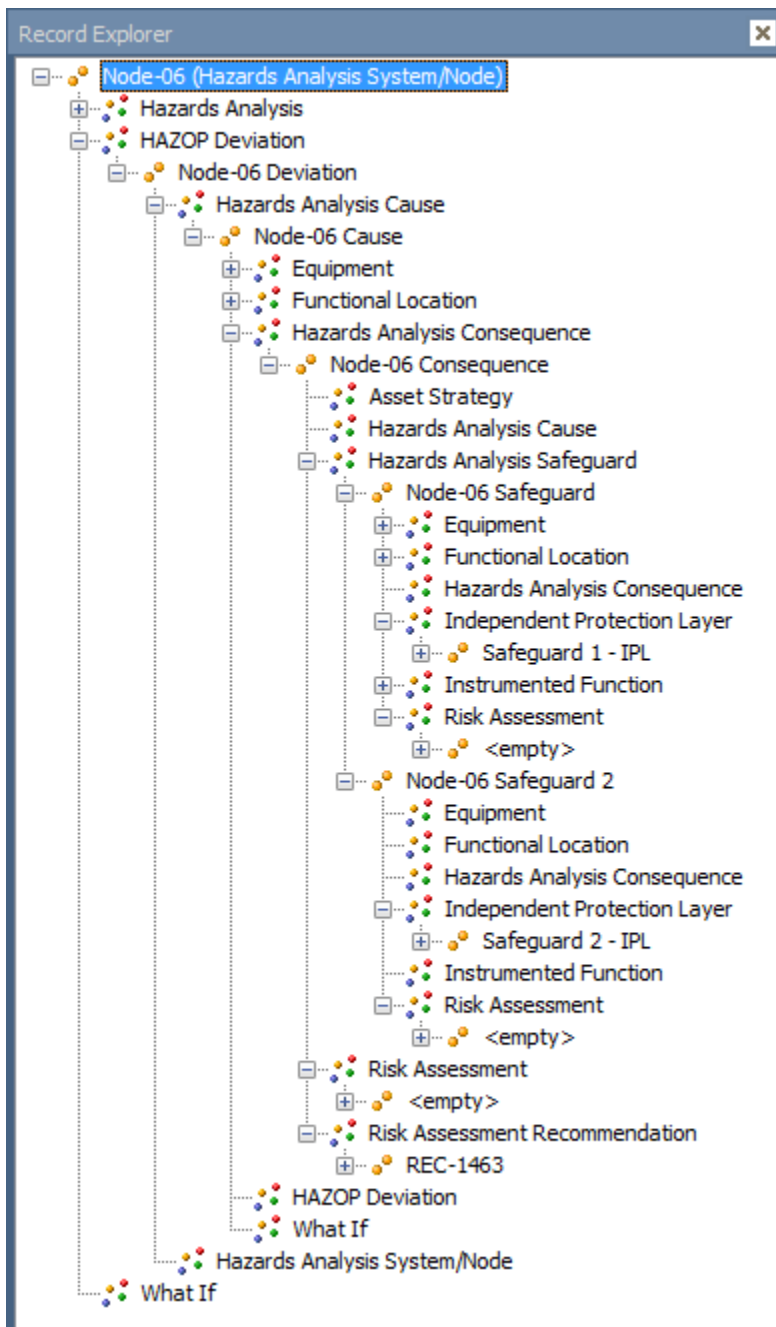 Record Explorer
Node-06 (Hazards Analysis System/Node)
Hazards Analysis
HAZOP Deviation
Node-06 Deviation
Hazards Analysis Cause
Node-06 Cause
Equipment
Functional Location
Hazards Analysis Consequence
Node-06 Consequence
Asset Strategy
Hazards Analysis Cause
Hazards Analysis Safeguard
Node-06 Safeguard
Equipment
Functional Location
Hazards Analysis Consequence
Independent Protection Layer
Safeguard 1 - IPL
Instrumented Function
Risk Assessment
<empty>
Node-06 Safeguard 2
Equipment
Functional Location
Hazards Analysis Consequence
Independent Protection Layer
Safeguard 2 - IPL
Instrumented Function
Risk Assessment
<empty>
Risk Assessment
<empty>
Risk Assessment Recommendation
REC-1463
HAZOP Deviation
What If
Hazards Analysis System/Node
What If